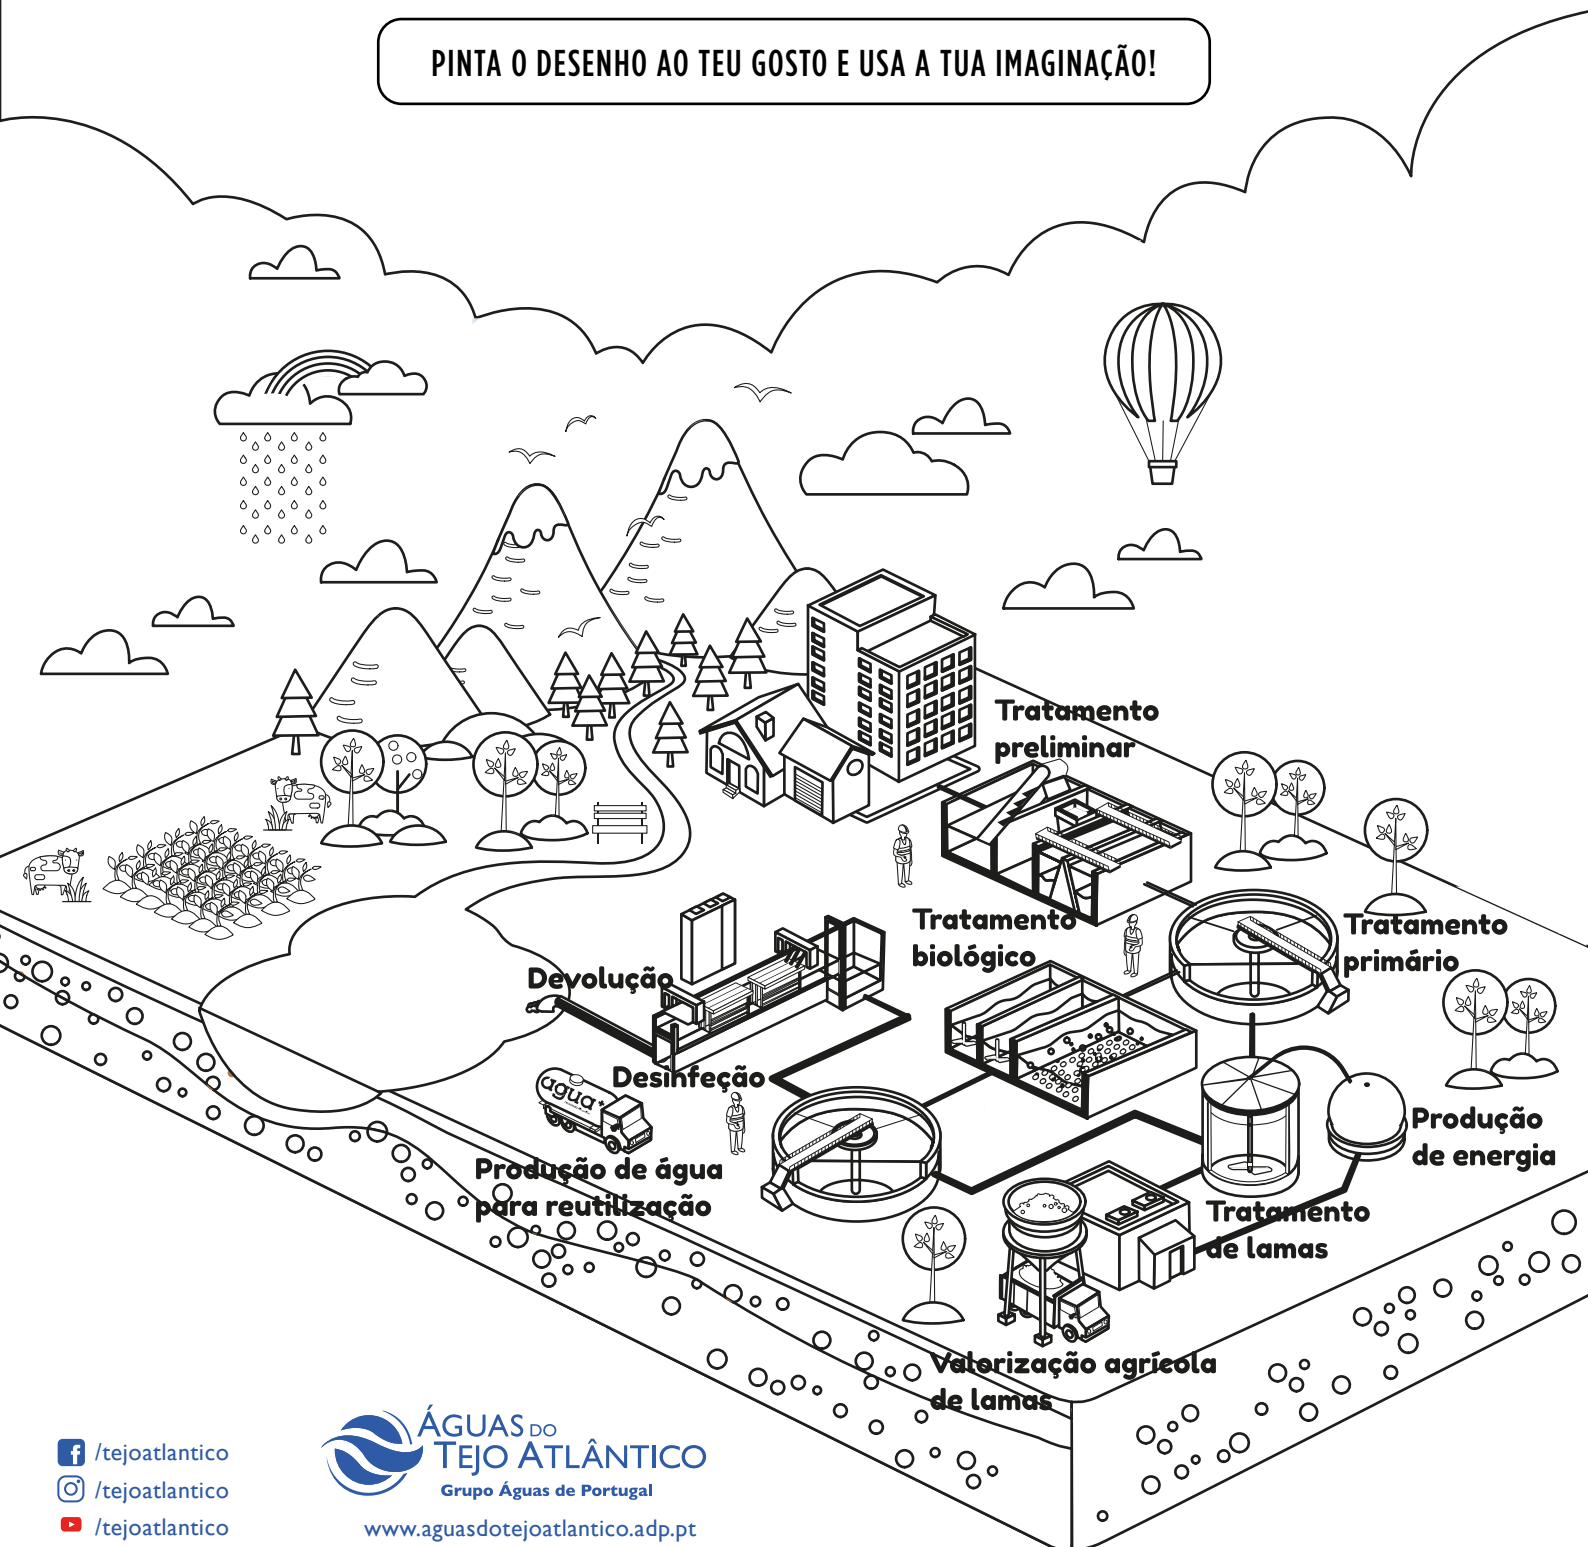 PINTA O DESENHO AO TEU GOSTO E USA A TUA IMAGINAÇÃO!
Tratamento
preliminar
Tratamento
biológico
Tratamento
primário
Devolução
Desinfeção
água+
Produção de água
para reutilização
Produção
de energia
Tratamento
de lamas
Valorização agrícola
de lamas
/tejoatlantico
/tejoatlantico
/tejoatlantico
ÁGUAS DO
TEJO ATLÂNTICO
Grupo Águas de Portugal
www.aguasdotejoatlantico.adp.pt